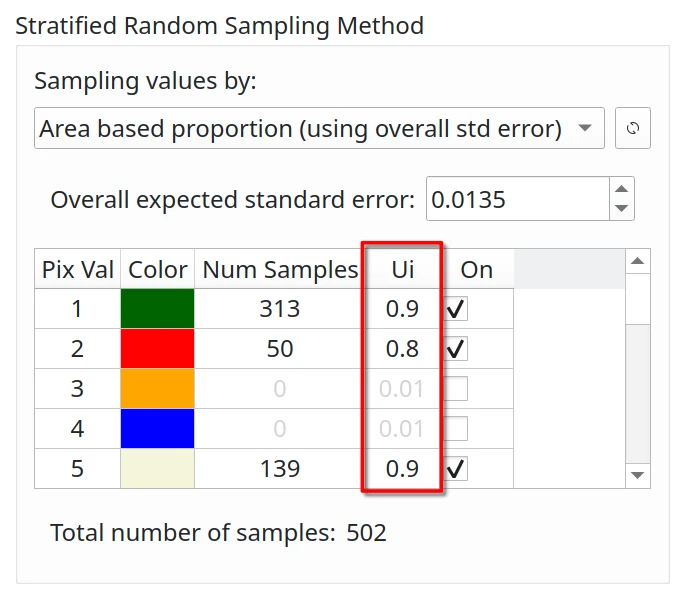 Stratified Random Sampling Method
Sampling values by:
Area based proportion (using overall std error)
Overall expected standard error: 0.0135
Pix Val Color Num Samples Ui On
1 313 0.9
2 50 0.8
3 0 0.01
4 0 0.01
5 139 0.9
Total number of samples: 502